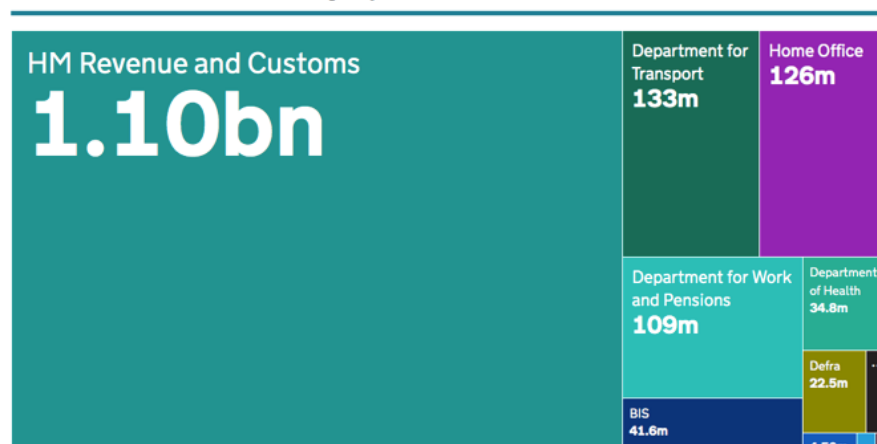 HM Revenue and Customs
1.10bn
Department for
Transport
133m
Home Office
126m
Department for Work
and Pensions
109m
Department
of Health
34.8m
Defra
22.5m
BIS
41.6m